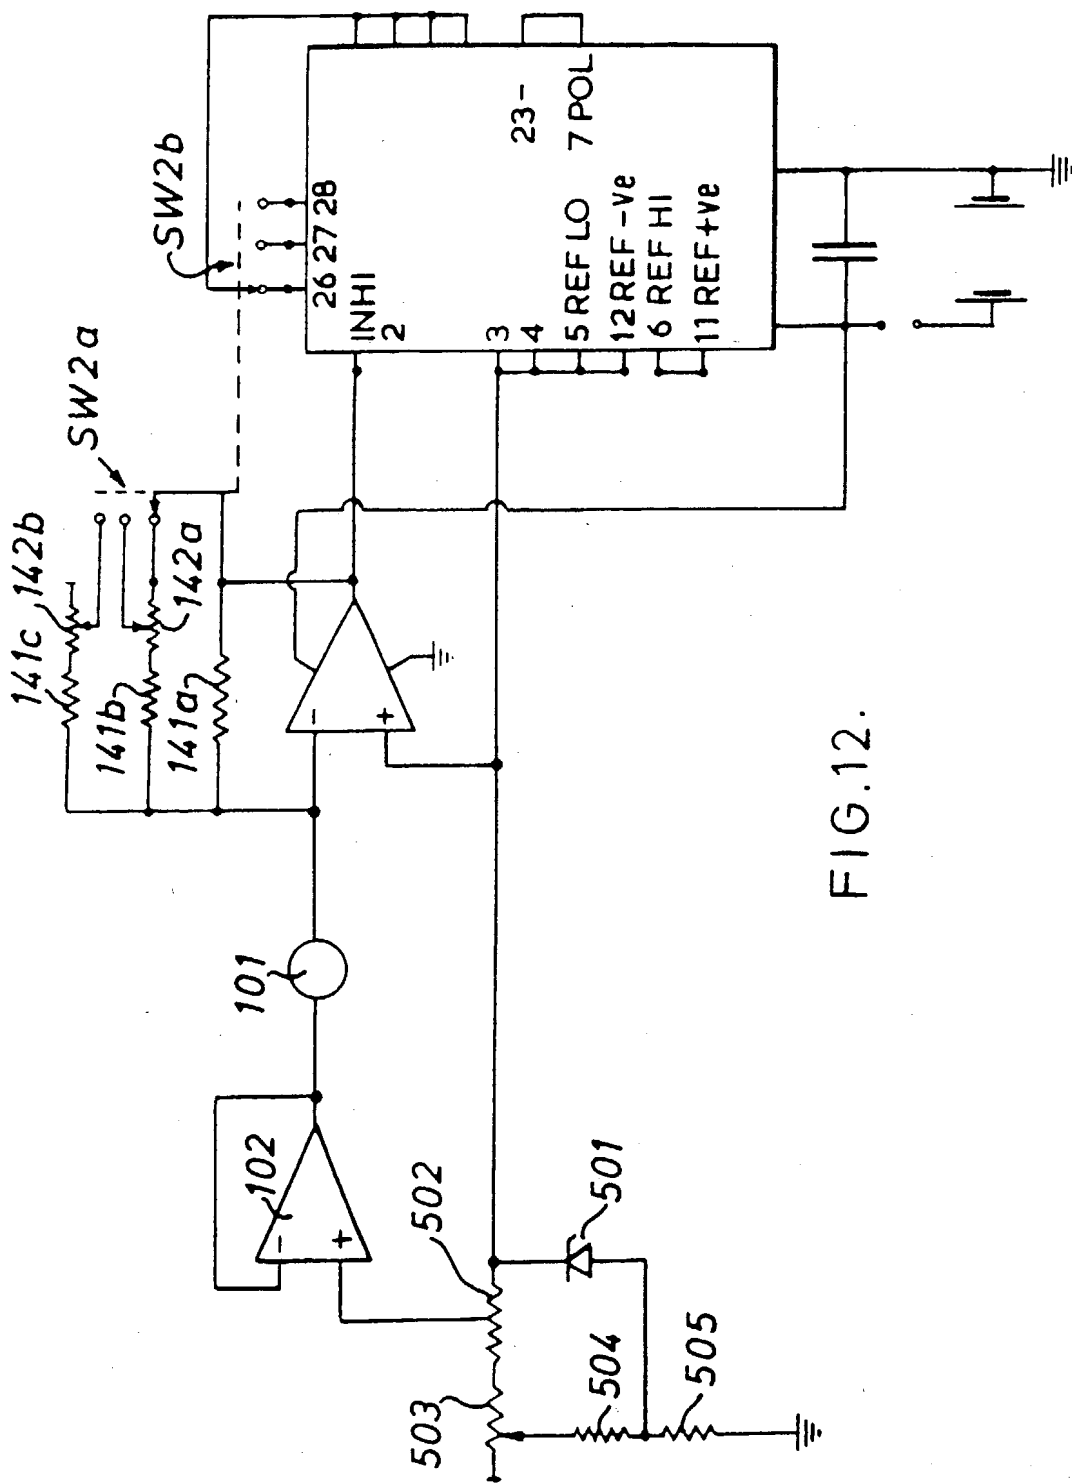 SW2b
SW2a
141c
142b
141b
142a
141a
26
27
28
INHI
2
23-
7 POL
3
4
5 REF LO
12 REF -Ve
6 REF HI
11 REF +Ve
-
+
101
102
-
+
502
501
503
504
505
FIG.12.